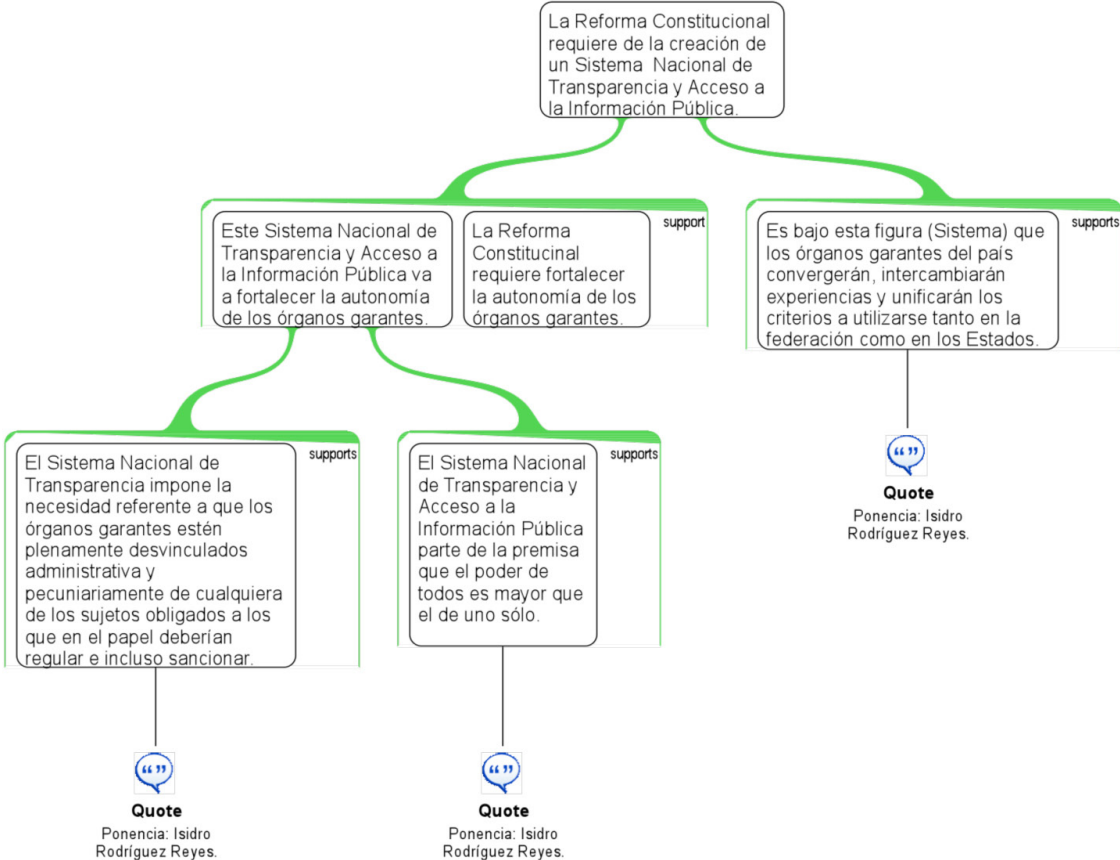 La Reforma Constitucional
requiere de la creación de
un Sistema Nacional de
Transparencia y Acceso a
la Información Pública.
support
Este Sistema Nacional de
Transparencia y Acceso a
la Información Pública va
a fortalecer la autonomía
de los órganos garantes.
La Reforma
Constitucinal
requiere fortalecer
la autonomía de los
órganos garantes.
supports
Es bajo esta figura (Sistema) que
los órganos garantes del país
convergerán, intercambiarán
experiencias y unificarán los
criterios a utilizarse tanto en la
federación como en los Estados.
Quote
Ponencia: Isidro
Rodríguez Reyes.
supports
El Sistema Nacional de
Transparencia impone la
necesidad referente a que los
órganos garantes estén
plenamente desvinculados
administrativa y
pecuniariamente de cualquiera
de los sujetos obligados a los
que en el papel deberían
regular e incluso sancionar.
Quote
Ponencia: Isidro
Rodríguez Reyes.
supports
El Sistema Nacional
de Transparencia y
Acceso a la
Información Pública
parte de la premisa
que el poder de
todos es mayor que
el de uno sólo.
Quote
Ponencia: Isidro
Rodríguez Reyes.